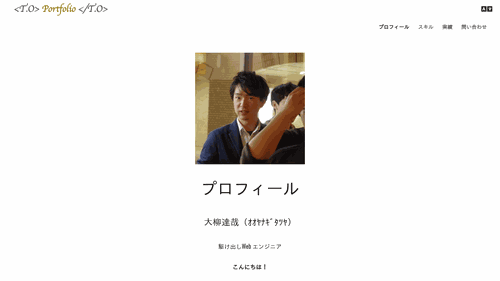 <T.O> Portfolio </T.O>
プロフィール スキル 実績 問い合わせ
プロフィール
大柳達哉（ｵｵﾔﾅｷﾞﾀﾂﾔ）
駆け出しWebエンジニア
こんにちは！